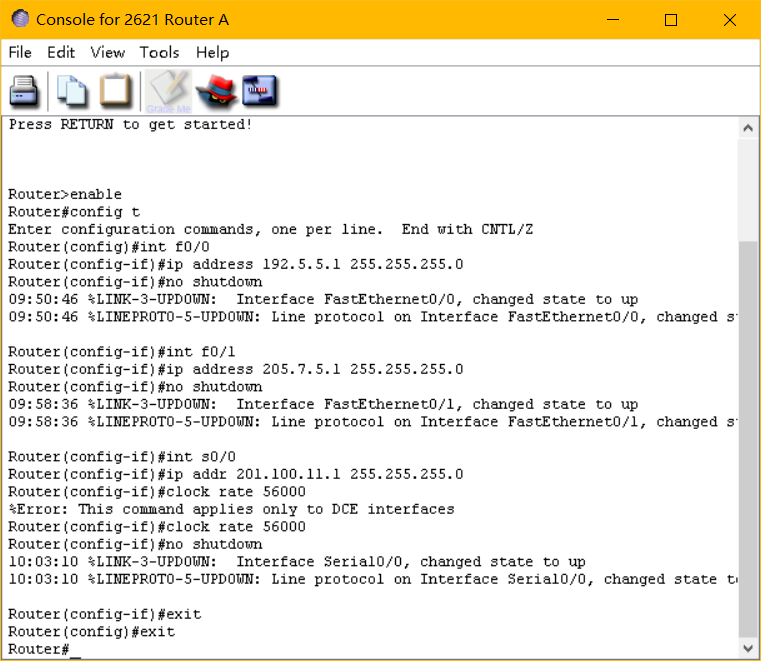 Console for 2621 Router A
File Edit View Tools Help
Grade Me
Press RETURN to get started!
Router>enable
Router#config t
Enter configuration commands, one per line.  End with CNTL/Z
Router(config)#int f0/0
Router(config-if)#ip address 192.5.5.1 255.255.255.0
Router(config-if)#no shutdown
09:50:46 %LINK-3-UPDOWN:  Interface FastEthernet0/0, changed state to up
09:50:46 %LINEPROTO-5-UPDOWN: Line protocol on Interface FastEthernet0/0, changed
Router(config-if)#int f0/1
Router(config-if)#ip address 205.7.5.1 255.255.255.0
Router(config-if)#no shutdown
09:58:36 %LINK-3-UPDOWN:  Interface FastEthernet0/1, changed state to up
09:58:36 %LINEPROTO-5-UPDOWN: Line protocol on Interface FastEthernet0/1, changed
Router(config-if)#int s0/0
Router(config-if)#ip addr 201.100.11.1 255.255.255.0
Router(config-if)#clock rate 56000
%Error: This command applies only to DCE interfaces
Router(config-if)#clock rate 56000
Router(config-if)#no shutdown
10:03:10 %LINK-3-UPDOWN:  Interface Serial0/0, changed state to up
10:03:10 %LINEPROTO-5-UPDOWN: Line protocol on Interface Serial0/0, changed state
Router(config-if)#exit
Router(config)#exit
Router#_